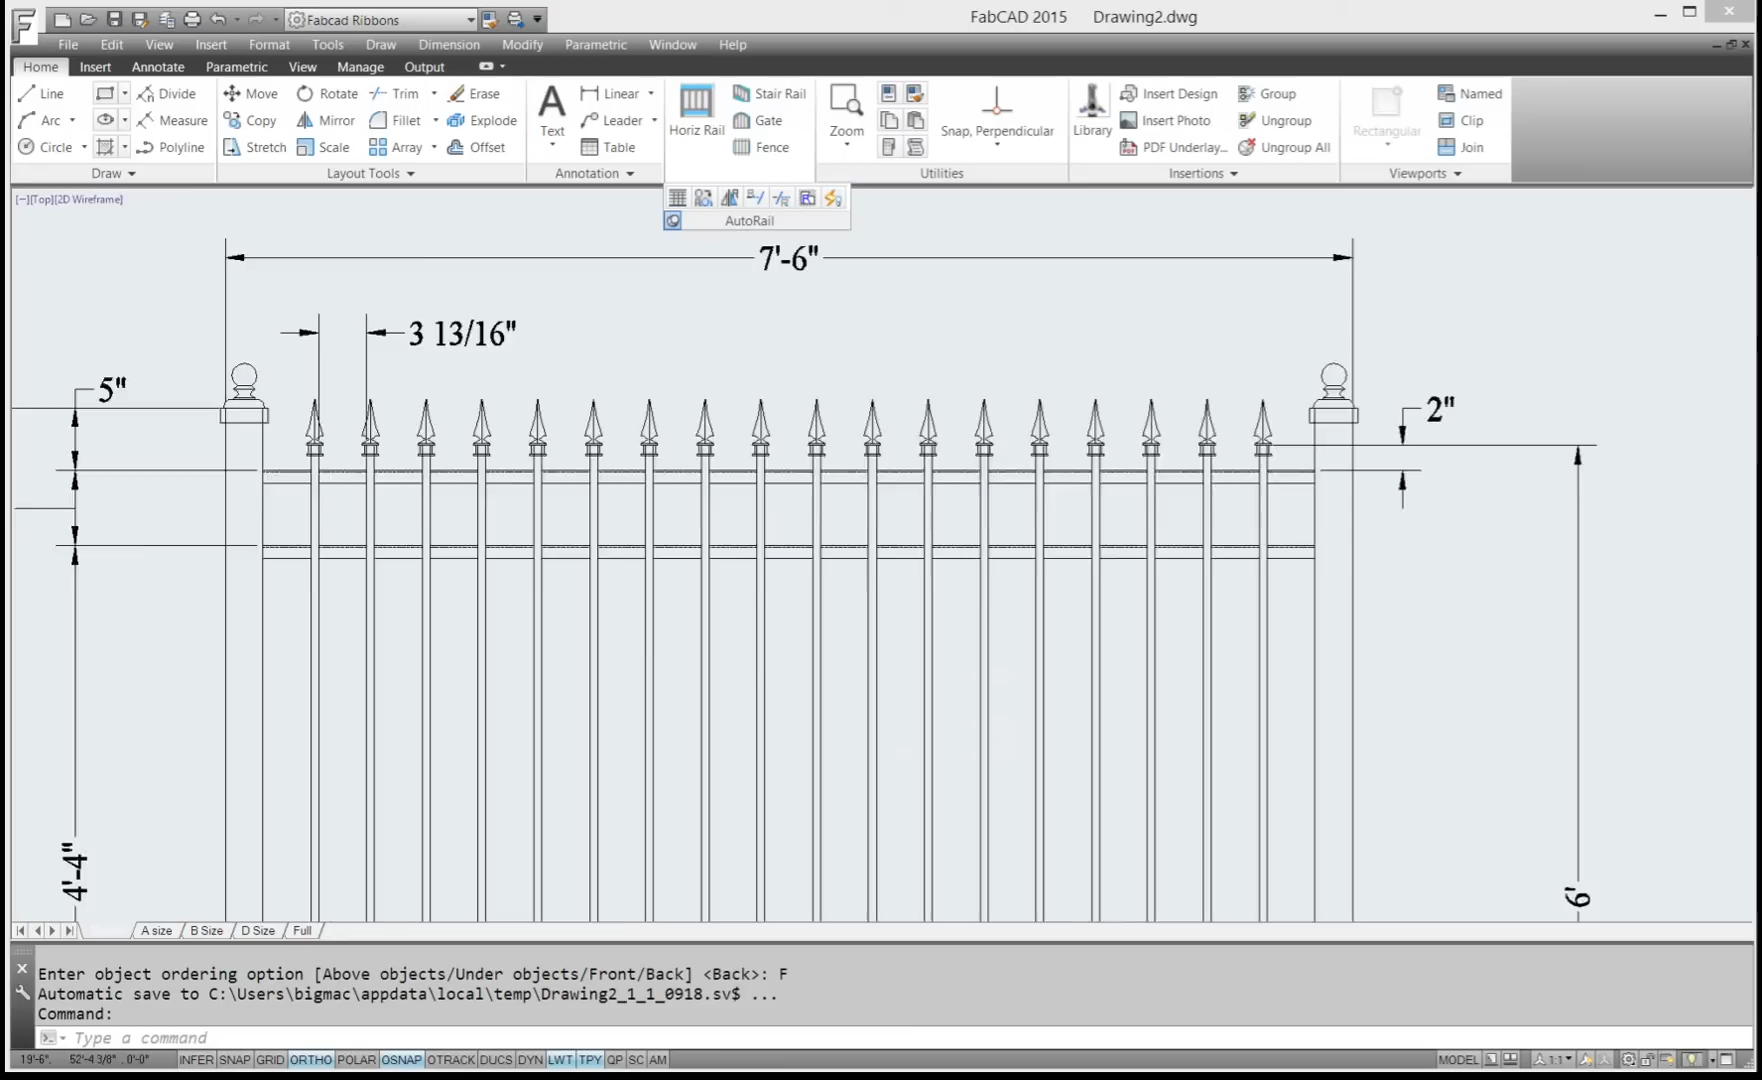 Fabcad Ribbons
FabCAD 2015 Drawing2.dwg
File Edit View Insert Format Tools Draw Dimension Modify Parametric Window Help
Home Insert Annotate Parametric View Manage Output
Line Divide Move Rotate Trim Erase Linear Stair Rail Insert Design Group Named
Arc Measure Copy Mirror Fillet Explode Text Leader Horiz Rail Gate Zoom Snap, Perpendicular Library Insert Photo Ungroup Rectangular Clip
Circle Polyline Stretch Scale Array Offset Table Fence PDF Underlay... Ungroup All Join
Draw Layout Tools Annotation Utilities Insertions Viewports
[−][Top][2D Wireframe]
AutoRail
7'-6"
3 13/16"
5"
2"
4'-4"
6'
A size B Size D Size Full
Enter object ordering option [Above objects/Under objects/Front/Back] <Back>: F
Automatic save to C:\Users\bigmac\appdata\local\temp\Drawing2_1_1_0918.sv$ ...
Command:
Type a command
19'-6". 52'-4 3/8" . 0'-0" INFER SNAP GRID ORTHO POLAR OSNAP OTRACK DUCS DYN LWT TPY QP SC AM MODEL 1:1